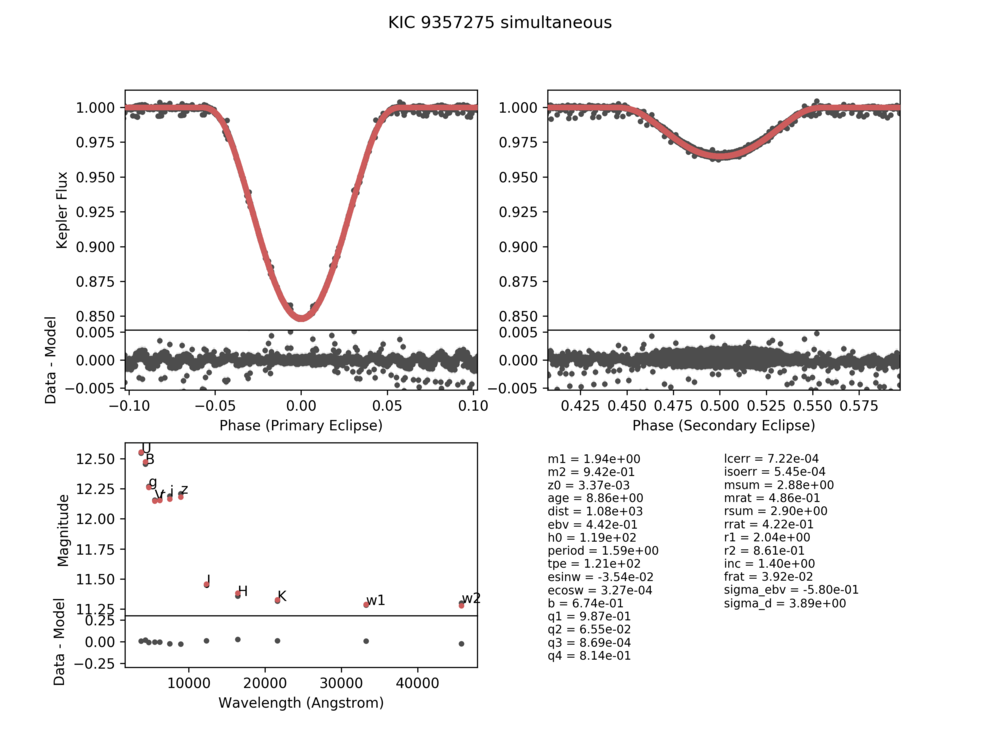 KIC 9357275 simultaneous
1.000
0.975
0.950
0.925
0.900
0.875
0.850
Kepler Flux
0.005
0.000
−0.005
Data - Model
−0.10
−0.05
0.00
0.05
0.10
Phase (Primary Eclipse)
1.000
0.975
0.950
0.925
0.900
0.875
0.850
0.005
0.000
−0.005
0.425
0.450
0.475
0.500
0.525
0.550
0.575
Phase (Secondary Eclipse)
12.50
12.25
12.00
11.75
11.50
11.25
Magnitude
U
B
g
V
r
i
z
J
H
K
w1
w2
0.25
0.00
−0.25
Data - Model
10000
20000
30000
40000
Wavelength (Angstrom)
m1 = 1.94e+00
m2 = 9.42e-01
z0 = 3.37e-03
age = 8.86e+00
dist = 1.08e+03
ebv = 4.42e-01
h0 = 1.19e+02
period = 1.59e+00
tpe = 1.21e+02
esinw = -3.54e-02
ecosw = 3.27e-04
b = 6.74e-01
q1 = 9.87e-01
q2 = 6.55e-02
q3 = 8.69e-04
q4 = 8.14e-01
lcerr = 7.22e-04
isoerr = 5.45e-04
msum = 2.88e+00
mrat = 4.86e-01
rsum = 2.90e+00
rrat = 4.22e-01
r1 = 2.04e+00
r2 = 8.61e-01
inc = 1.40e+00
frat = 3.92e-02
sigma_ebv = -5.80e-01
sigma_d = 3.89e+00